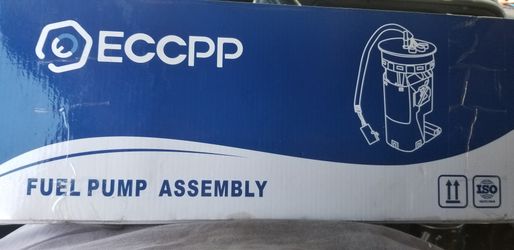 ECCPP
FUEL PUMP ASSEMBLY
ISO